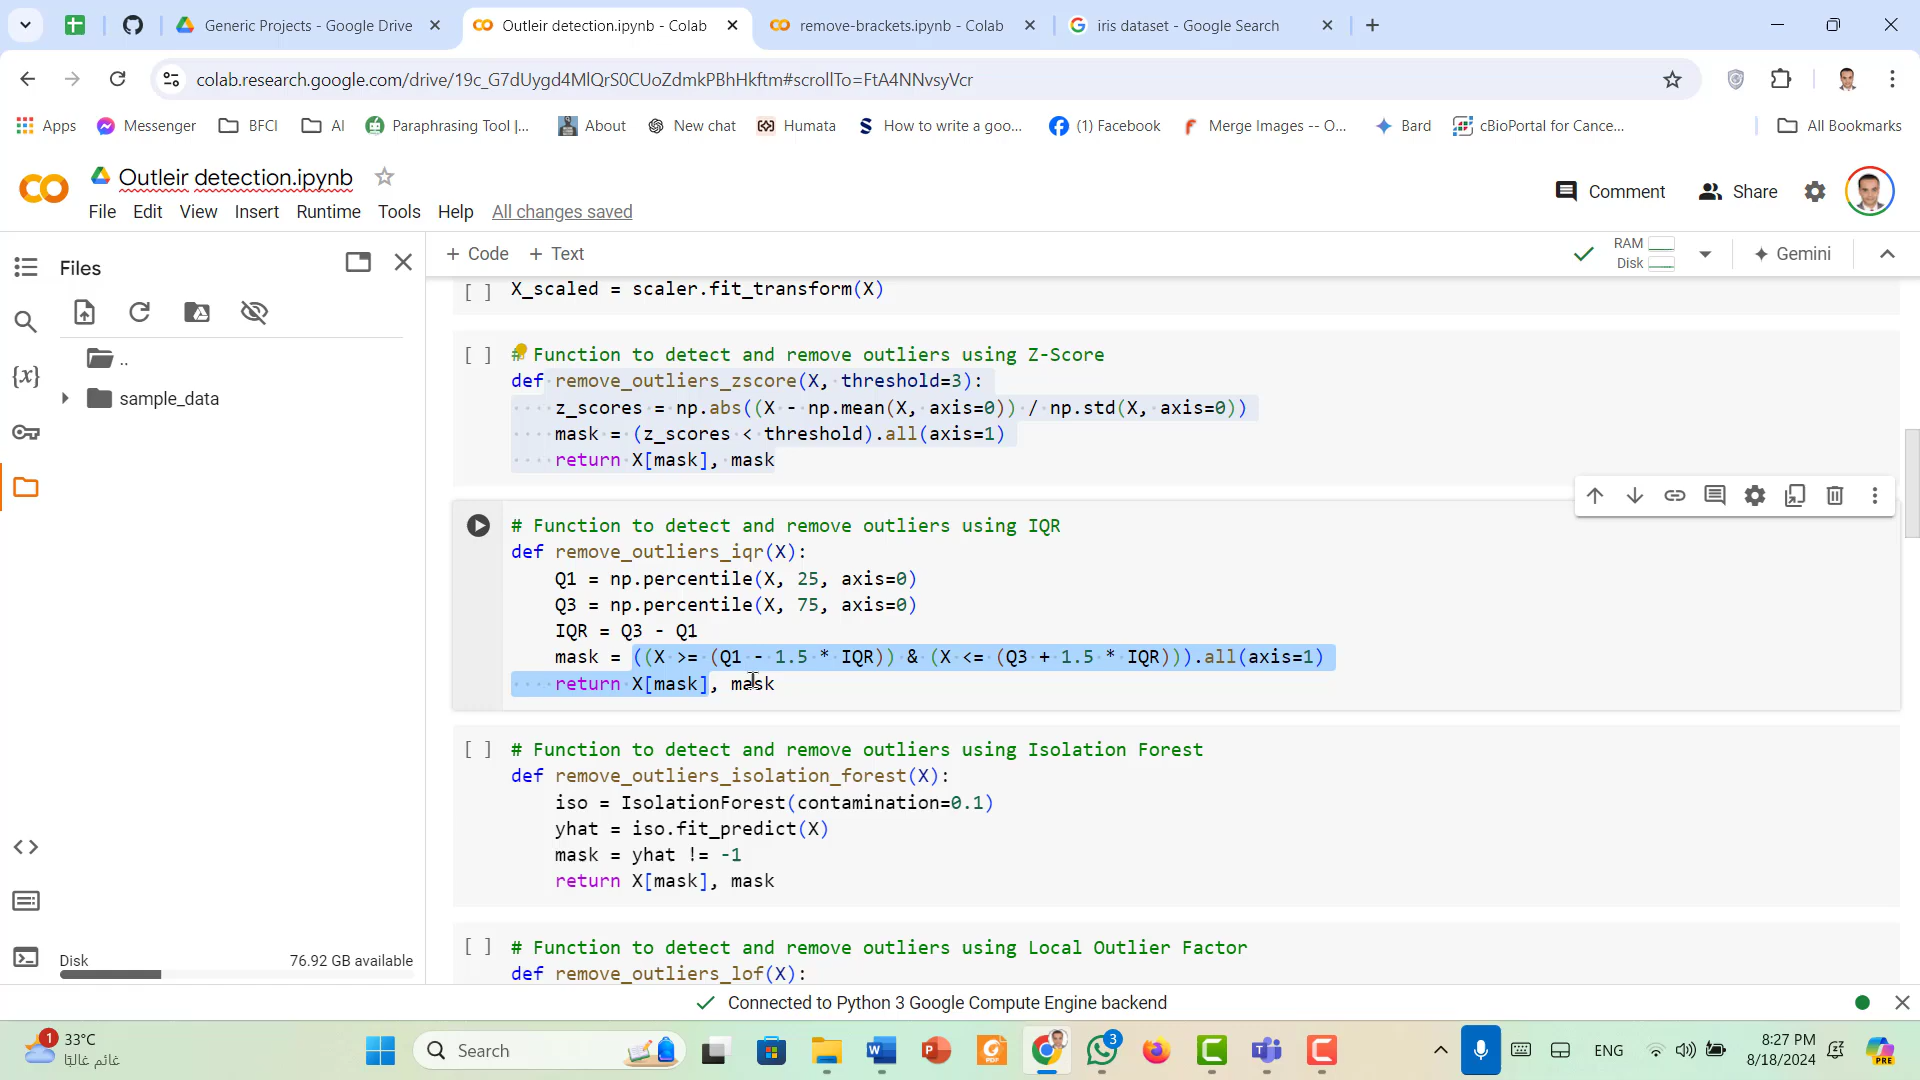 Generic Projects - Google Drive
Outleir detection.ipynb - Colab
remove-brackets.ipynb - Colab
iris dataset - Google Search
colab.research.google.com/drive/19c_G7dUygd4MlQrS0CUoZdmkPBhHkftm#scrollTo=FtA4NNvsyVcr
Apps
Messenger
BFCI
AI
Paraphrasing Tool |...
About
New chat
Humata
How to write a goo...
(1) Facebook
Merge Images -- O...
Bard
cBioPortal for Cance...
All Bookmarks
Outleir detection.ipynb
Comment
Share
File Edit View Insert Runtime Tools Help All changes saved
Files
+ Code + Text
RAM
Disk
Gemini
..
sample_data
[ ] X_scaled = scaler.fit_transform(X)
[ ] # Function to detect and remove outliers using Z-Score
def remove_outliers_zscore(X, threshold=3):
z_scores = np.abs((X - np.mean(X, axis=0)) / np.std(X, axis=0))
mask = (z_scores < threshold).all(axis=1)
return X[mask], mask
# Function to detect and remove outliers using IQR
def remove_outliers_iqr(X):
Q1 = np.percentile(X, 25, axis=0)
Q3 = np.percentile(X, 75, axis=0)
IQR = Q3 - Q1
mask = ((X >= (Q1 - 1.5 * IQR)) & (X <= (Q3 + 1.5 * IQR))).all(axis=1)
return X[mask], mask
[ ] # Function to detect and remove outliers using Isolation Forest
def remove_outliers_isolation_forest(X):
iso = IsolationForest(contamination=0.1)
yhat = iso.fit_predict(X)
mask = yhat != -1
return X[mask], mask
[ ] # Function to detect and remove outliers using Local Outlier Factor
def remove_outliers_lof(X):
{x}
Disk
76.92 GB available
Connected to Python 3 Google Compute Engine backend
1
33°C
غائم غالبًا
Search
3
ENG
8:27 PM
8/18/2024
PRE